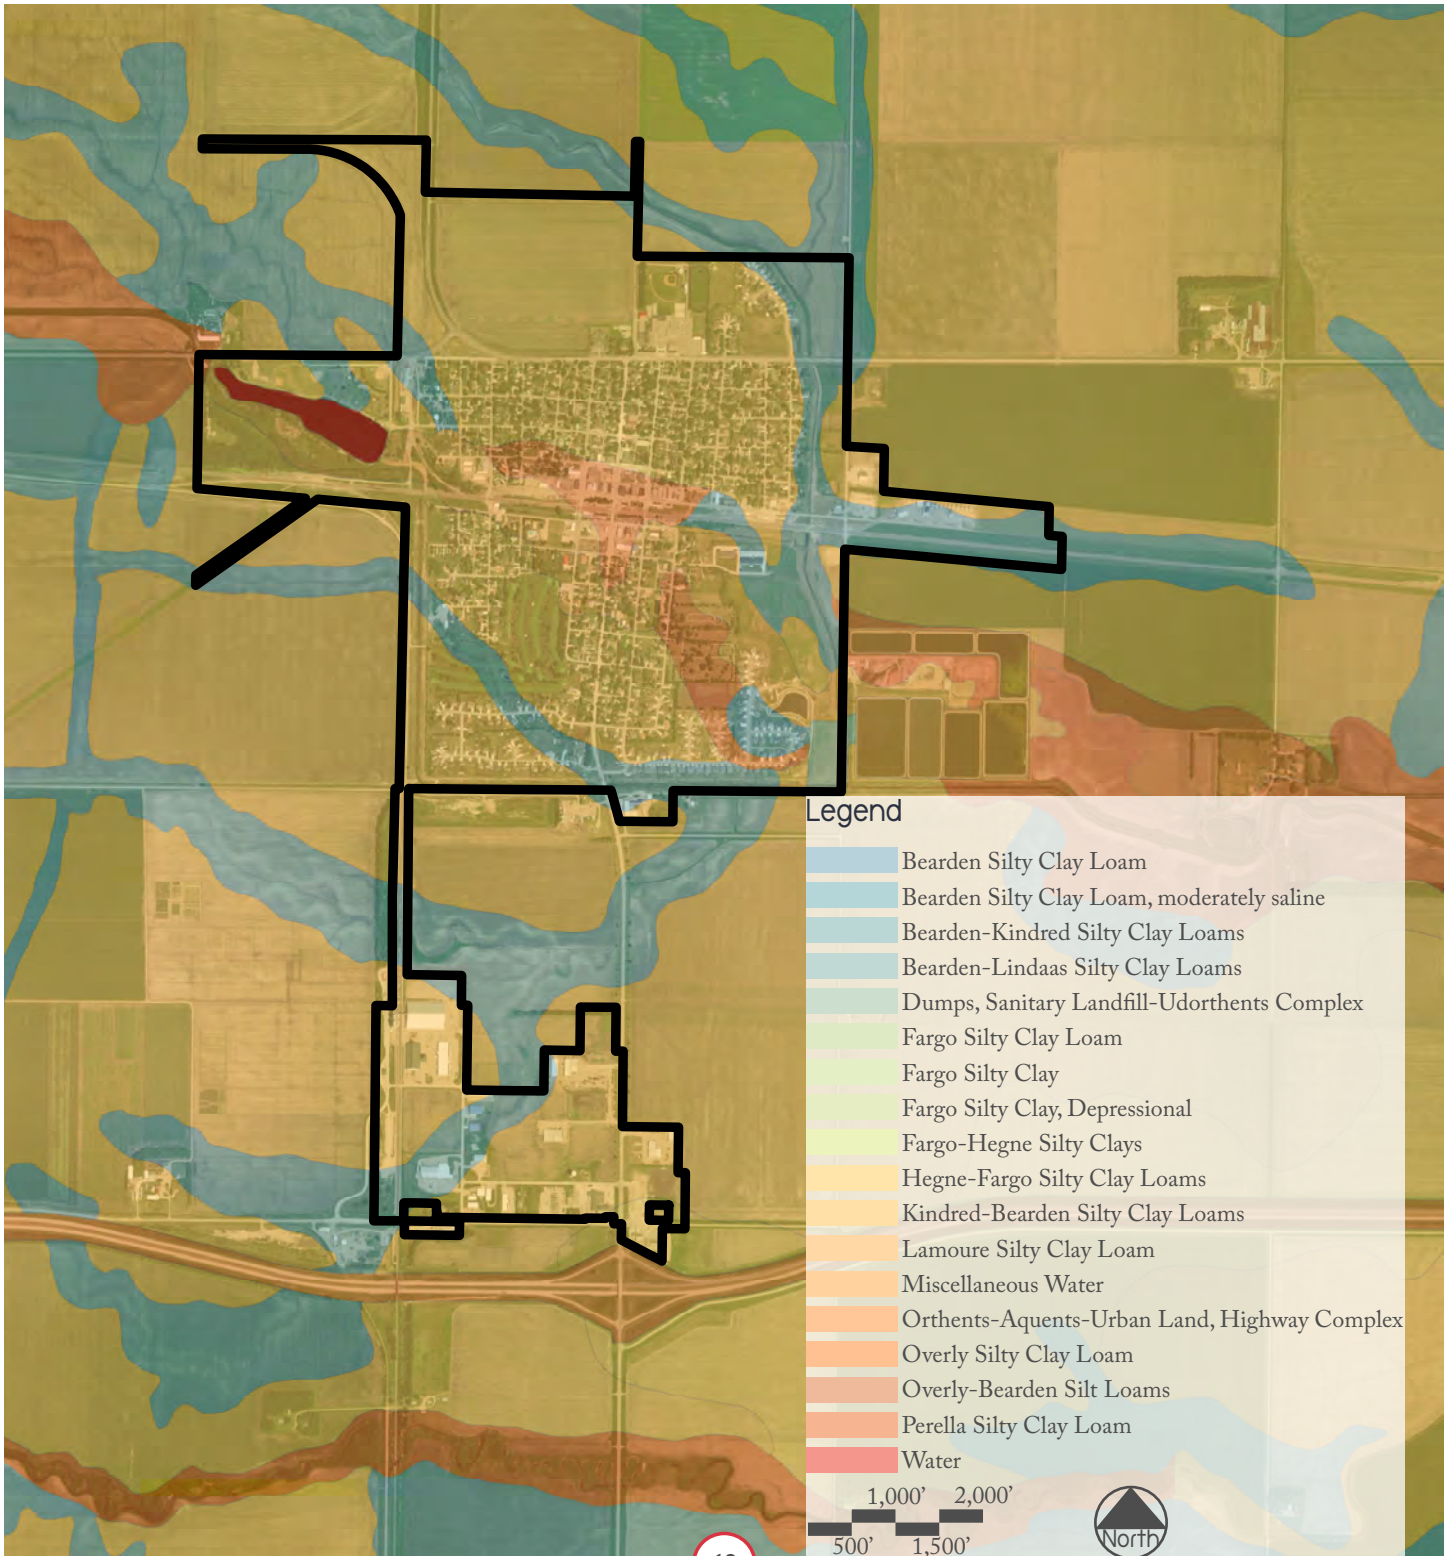 Legend
Bearden Silty Clay Loam
Bearden Silty Clay Loam, moderately saline
Bearden-Kindred Silty Clay Loams
Bearden-Lindaas Silty Clay Loams
Dumps, Sanitary Landfill-Udorthents Complex
Fargo Silty Clay Loam
Fargo Silty Clay
Fargo Silty Clay, Depressional
Fargo-Hegne Silty Clays
Hegne-Fargo Silty Clay Loams
Kindred-Bearden Silty Clay Loams
Lamoure Silty Clay Loam
Miscellaneous Water
Orthents-Aquents-Urban Land, Highway Complex
Overly Silty Clay Loam
Overly-Bearden Silt Loams
Perella Silty Clay Loam
Water
1,000’ 2,000’
500’ 1,500’
North